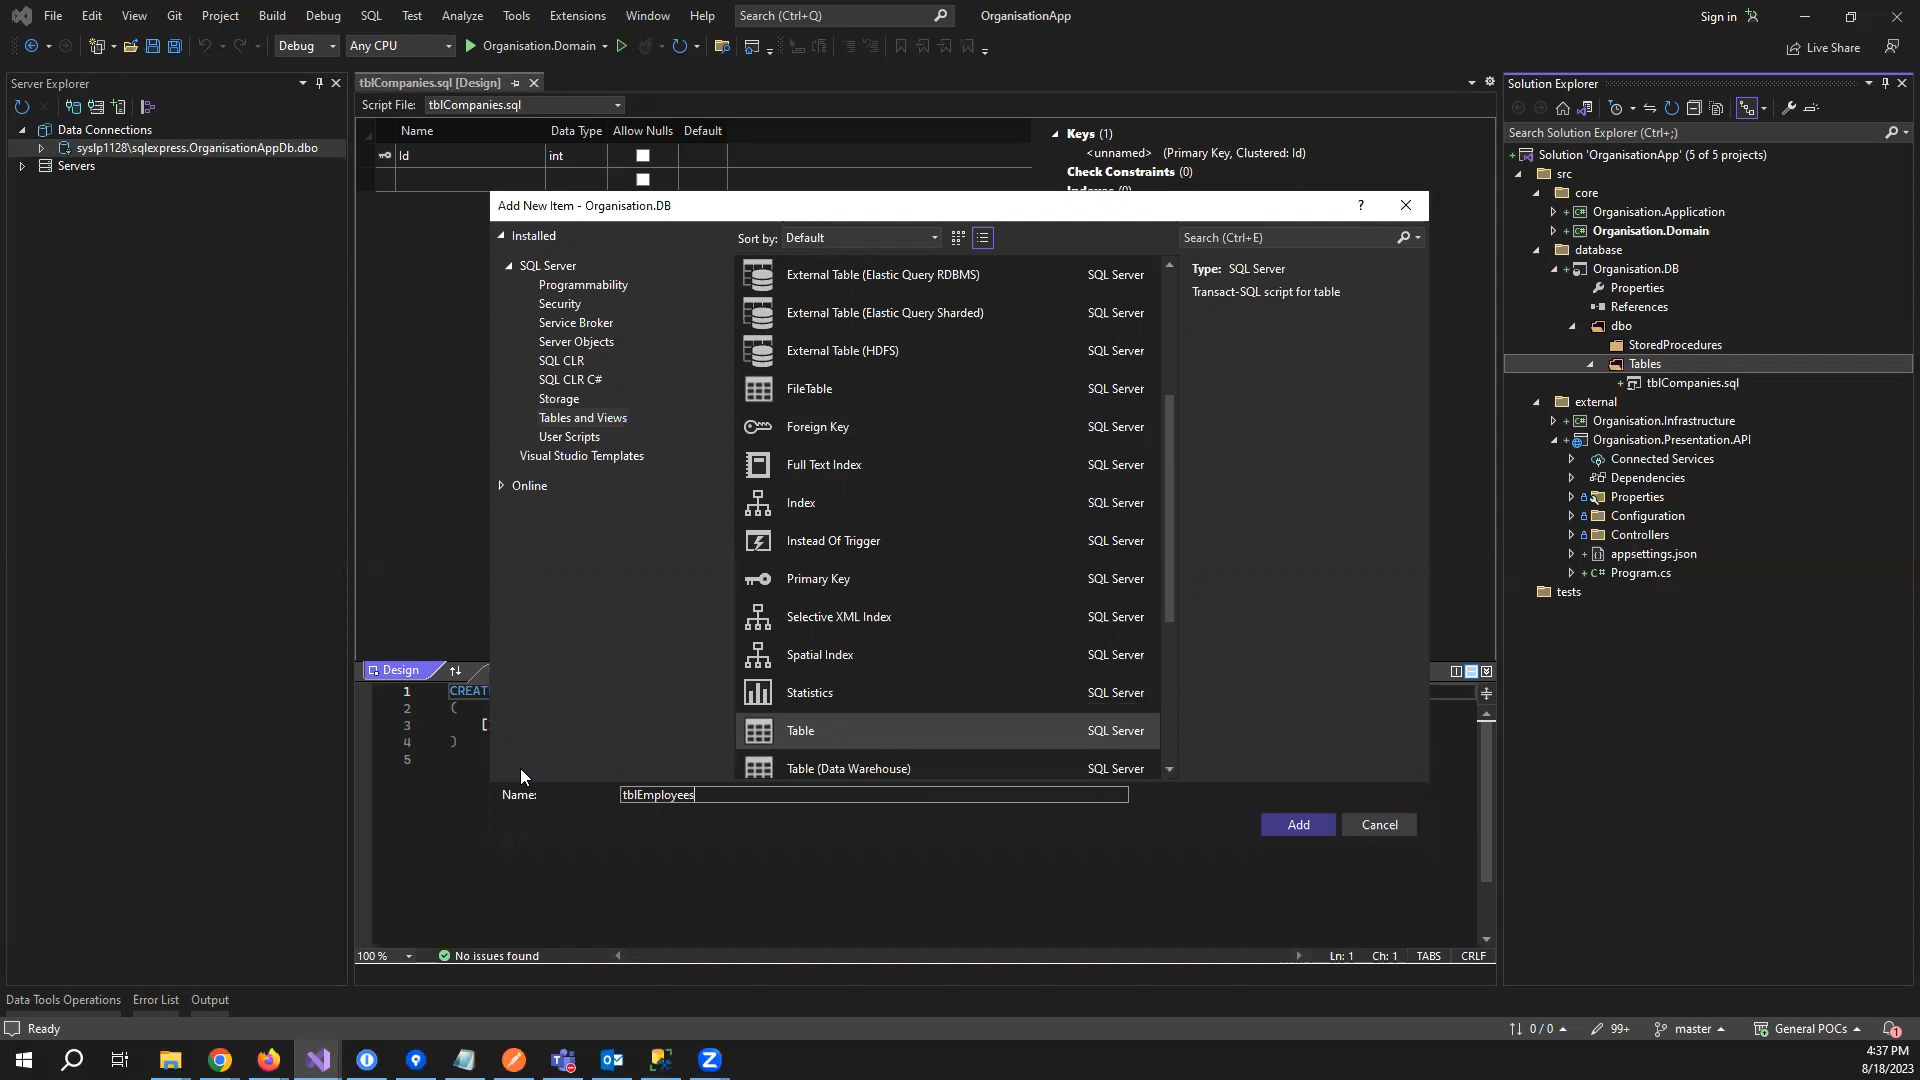 File Edit View Git Project Build Debug SQL Test Analyze Tools Extensions Window Help Search (Ctrl+Q) OrganisationApp Sign in
Debug Any CPU Organisation.Domain Live Share
Server Explorer
Data Connections
syslp1128\sqlexpress.OrganisationAppDb.dbo
Servers
tblCompanies.sql [Design]
Script File: tblCompanies.sql
Name Data Type Allow Nulls Default
Id int
Keys (1)
<unnamed> (Primary Key, Clustered: Id)
Check Constraints (0)
Indexes (0)
Add New Item - Organisation.DB ?
Installed
SQL Server
Programmability
Security
Service Broker
Server Objects
SQL CLR
SQL CLR C#
Storage
Tables and Views
User Scripts
Visual Studio Templates
Online
Sort by: Default
Search (Ctrl+E)
External Table (Elastic Query RDBMS) SQL Server
External Table (Elastic Query Sharded) SQL Server
External Table (HDFS) SQL Server
FileTable SQL Server
Foreign Key SQL Server
Full Text Index SQL Server
Index SQL Server
Instead Of Trigger SQL Server
Primary Key SQL Server
Selective XML Index SQL Server
Spatial Index SQL Server
Statistics SQL Server
Table SQL Server
Table (Data Warehouse) SQL Server
Type: SQL Server
Transact-SQL script for table
Name: tblEmployees
Add Cancel
Design
1 CREAT
2 (
3 [
4 )
5
100 % No issues found Ln: 1 Ch: 1 TABS CRLF
Solution Explorer
Search Solution Explorer (Ctrl+;)
Solution 'OrganisationApp' (5 of 5 projects)
src
core
Organisation.Application
Organisation.Domain
database
Organisation.DB
Properties
References
dbo
StoredProcedures
Tables
tblCompanies.sql
external
Organisation.Infrastructure
Organisation.Presentation.API
Connected Services
Dependencies
Properties
Configuration
Controllers
appsettings.json
Program.cs
tests
Data Tools Operations Error List Output
Ready 0 / 0 99+ master General POCs 1
4:37 PM
8/18/2023